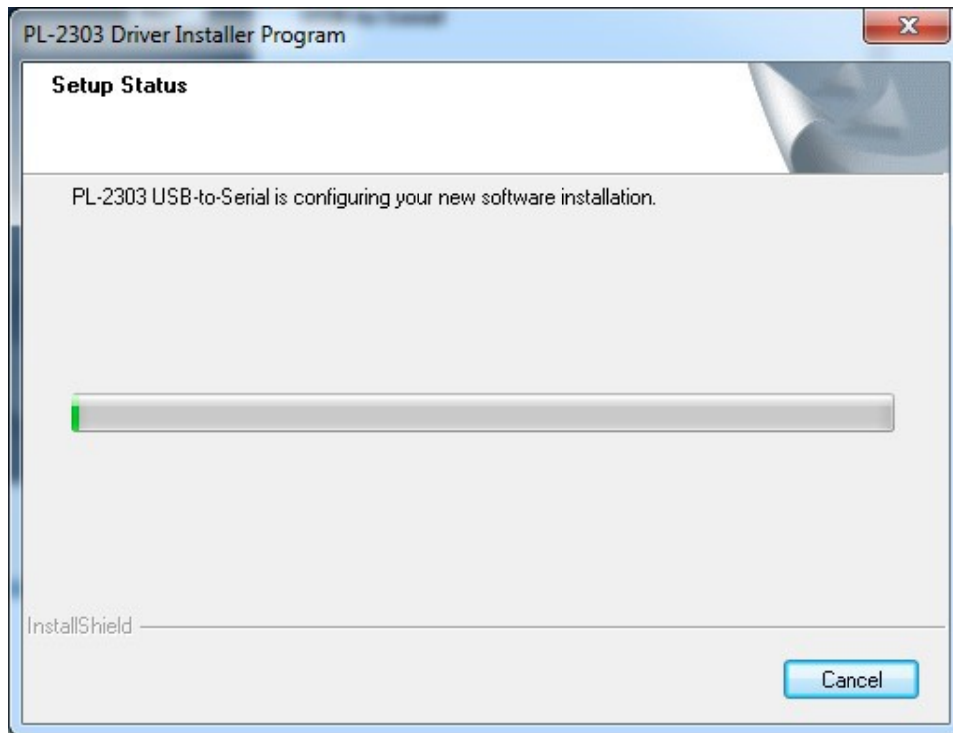 PL-2303 Driver Installer Program
Setup Status
PL-2303 USB-to-Serial is configuring your new software installation.
InstallShield
Cancel